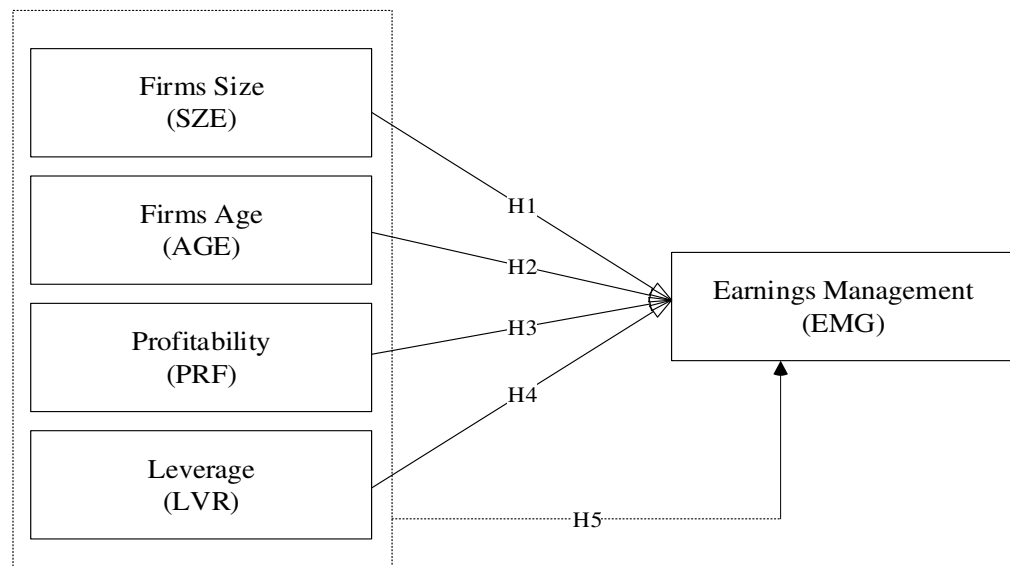 Firms Size
(SZE)
Firms Age
(AGE)
Profitability
(PRF)
Leverage
(LVR)
H1
H2
H3
H4
H5
Earnings Management
(EMG)